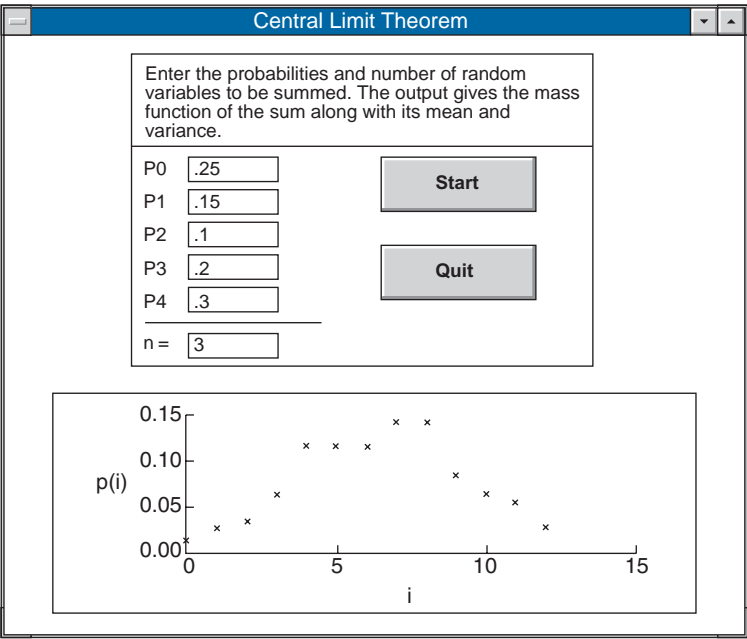 Central Limit Theorem
Enter the probabilities and number of random
variables to be summed. The output gives the mass
function of the sum along with its mean and
variance.
P0 .25
Start
P1 .15
P2 .1
Quit
P3 .2
P4 .3
n = 3
0.15
0.10
p(i)
0.05
0.00
0 5 10 15
i